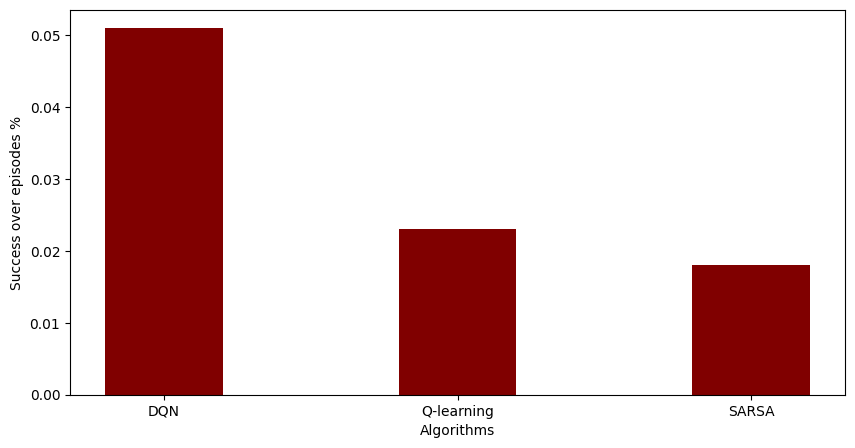 Success over episodes %
0.05
0.04
0.03
0.02
0.01
0.00
DQN
Q-learning
SARSA
Algorithms